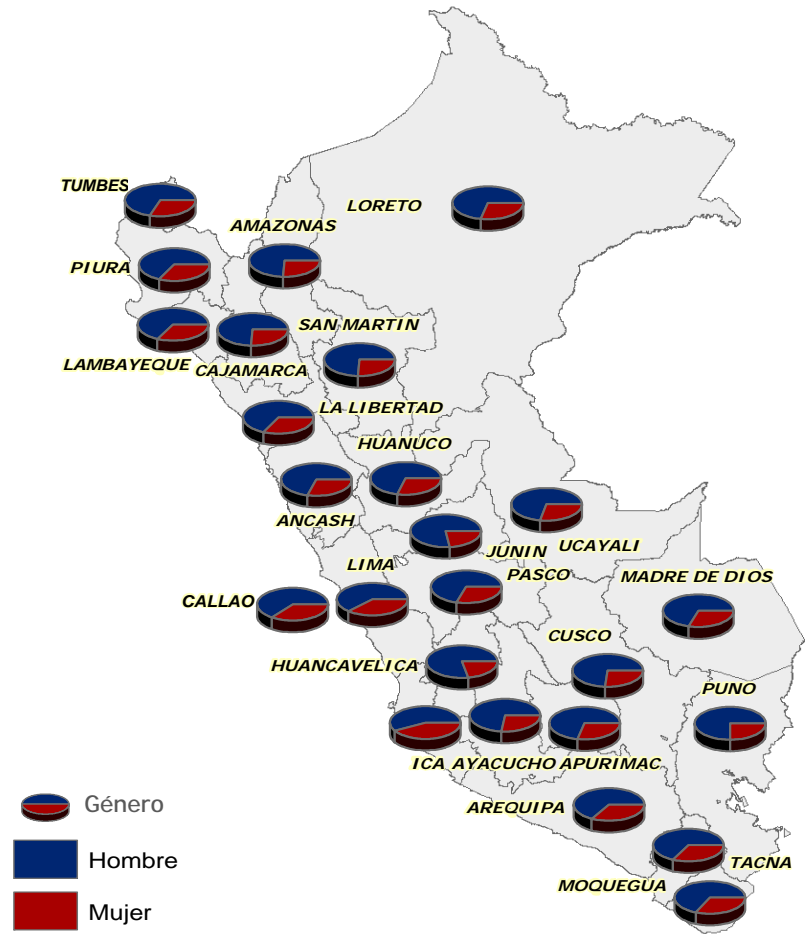 TUMBES
LORETO
AMAZONAS
PIURA
SAN MARTIN
LAMBAYEQUE
CAJAMARCA
LA LIBERTAD
HUANUCO
ANCASH
JUNIN
UCAYALI
LIMA
PASCO
MADRE DE DIOS
CALLAO
CUSCO
HUANCAVELICA
PUNO
ICA AYACUCHO APURIMAC
AREQUIPA
Género
Hombre
TACNA
MOQUEGUA
Mujer